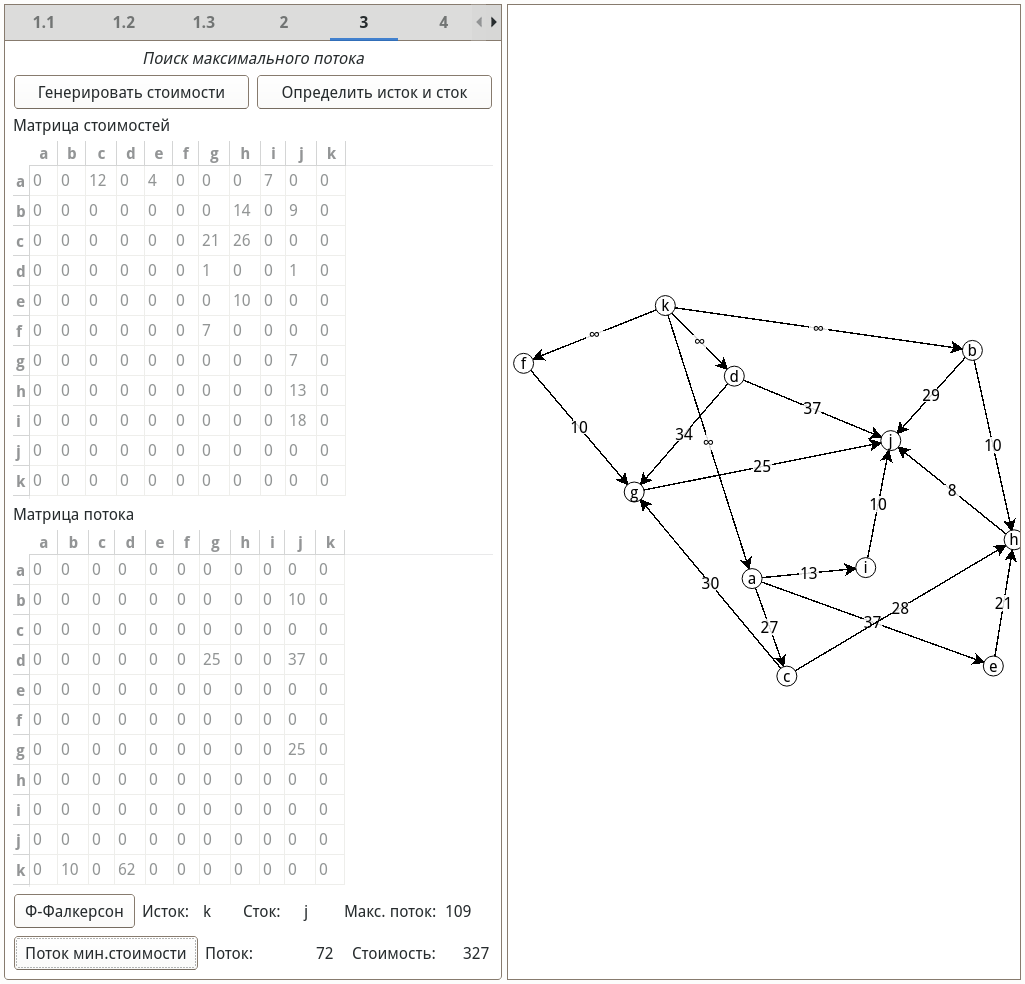 1.1 1.2 1.3 2 3 4
Поиск максимального потока
Генерировать стоимости Определить исток и сток
Матрица стоимостей
a b c d e f g h i j k
a 0 0 12 0 4 0 0 0 7 0 0
b 0 0 0 0 0 0 0 14 0 9 0
c 0 0 0 0 0 0 21 26 0 0 0
d 0 0 0 0 0 0 1 0 0 1 0
e 0 0 0 0 0 0 0 10 0 0 0
f 0 0 0 0 0 0 7 0 0 0 0
g 0 0 0 0 0 0 0 0 0 7 0
h 0 0 0 0 0 0 0 0 0 13 0
i 0 0 0 0 0 0 0 0 0 18 0
j 0 0 0 0 0 0 0 0 0 0 0
k 0 0 0 0 0 0 0 0 0 0 0
Матрица потока
a b c d e f g h i j k
a 0 0 0 0 0 0 0 0 0 0 0
b 0 0 0 0 0 0 0 0 0 10 0
c 0 0 0 0 0 0 0 0 0 0 0
d 0 0 0 0 0 0 25 0 0 37 0
e 0 0 0 0 0 0 0 0 0 0 0
f 0 0 0 0 0 0 0 0 0 0 0
g 0 0 0 0 0 0 0 0 0 25 0
h 0 0 0 0 0 0 0 0 0 0 0
i 0 0 0 0 0 0 0 0 0 0 0
j 0 0 0 0 0 0 0 0 0 0 0
k 0 10 0 62 0 0 0 0 0 0 0
Ф-Фалкерсон Исток: k Сток: j Макс. поток: 109
Поток мин.стоимости Поток: 72 Стоимость: 327
k
∞
∞
∞
b
f
d
29
37
10
34
∞
j
10
25
8
g
10
h
13
i
a
30
28
21
27
37
e
c